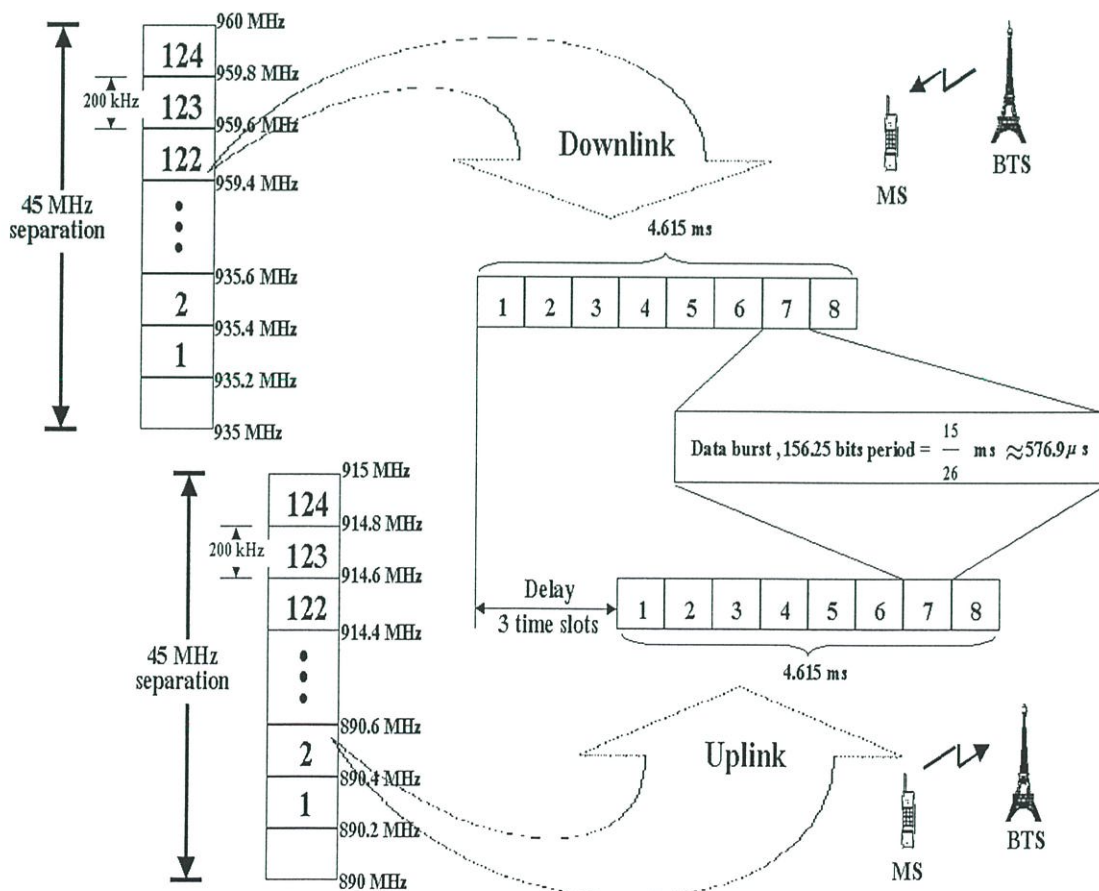 960 MHz
124
959.8 MHz
200 kHz
123
959.6 MHz
122
959.4 MHz
45 MHz
separation
935.6 MHz
2
935.4 MHz
1
935.2 MHz
935 MHz
Downlink
MS
BTS
4.615 ms
1 2 3 4 5 6 7 8
Data burst , 156.25 bits period = 15/26 ms ≈576.9μs
915 MHz
124
914.8 MHz
200 kHz
123
914.6 MHz
122
914.4 MHz
45 MHz
separation
890.6 MHz
2
890.4 MHz
1
890.2 MHz
890 MHz
Delay
3 time slots
1 2 3 4 5 6 7 8
4.615 ms
Uplink
MS
BTS